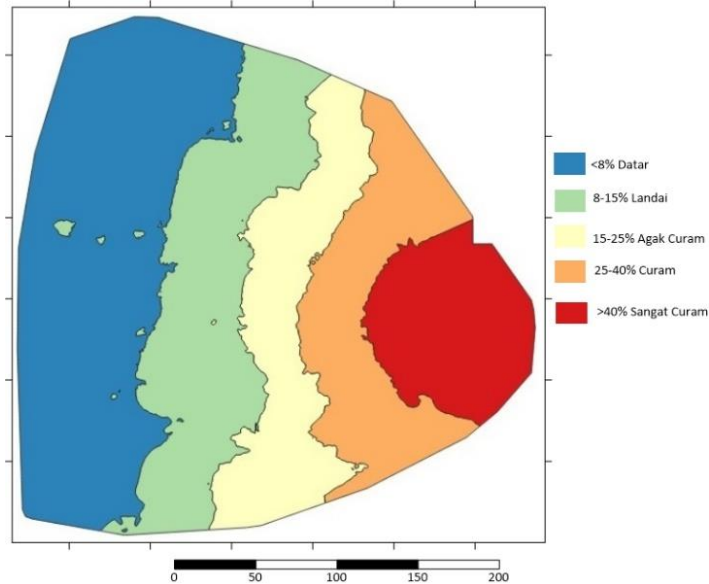 <8% Datar
8-15% Landai
15-25% Agak Curam
25-40% Curam
>40% Sangat Curam
0 50 100 150 200